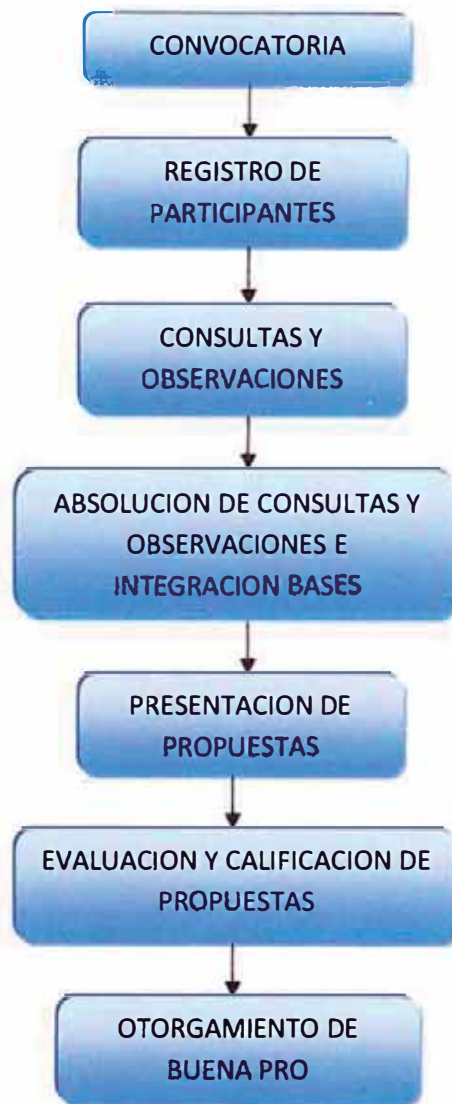 CONVOCATORIA
REGISTRO DE
PARTICIPANTES
CONSULTAS Y
OBSERVACIONES
ABSOLUCION DE CONSULTAS Y
OBSERVACIONES E
INTEGRACION BASES
PRESENTACION DE
PROPUESTAS
EVALUACION Y CALIFICACION DE
PROPUESTAS
OTORGAMIENTO DE
BUENA PRO